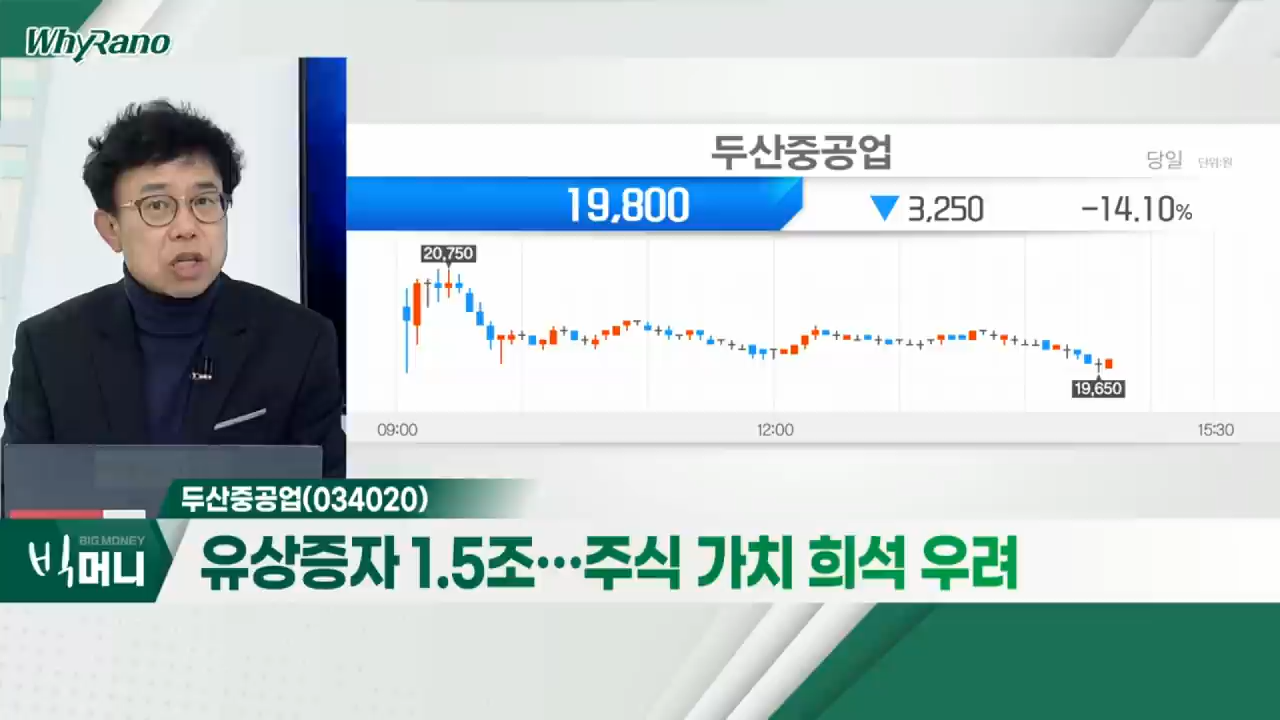 WhyRano
두산중공업
당일 단위:원
19,800 ▼ 3,250 -14.10%
20,750
19,650
09:00 12:00 15:30
두산중공업(034020)
BIG MONEY
빅머니
유상증자 1.5조…주식 가치 희석 우려